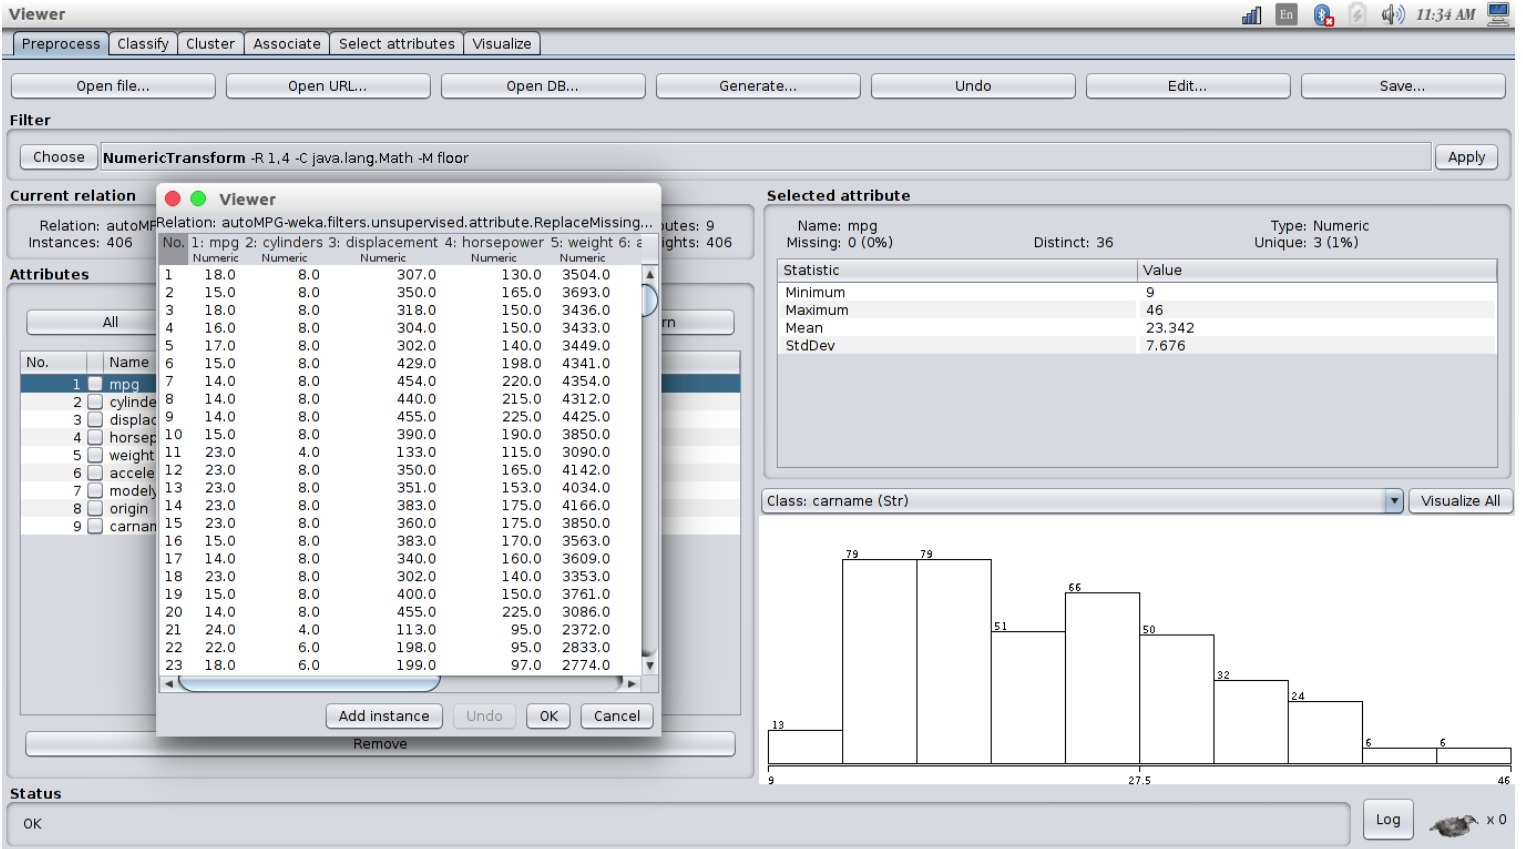 Viewer
En
11:34 AM
Preprocess Classify Cluster Associate Select attributes Visualize
Open file... Open URL... Open DB... Generate... Undo Edit... Save...
Filter
Choose NumericTransform -R 1,4 -C java.lang.Math -M floor Apply
Current relation
Relation: autoMP
Instances: 406
utes: 9
ights: 406
Attributes
All
rn
No. Name
1 mpg
2 cylinde
3 displac
4 horsep
5 weight
6 accele
7 modely
8 origin
9 carnam
Remove
Viewer
Relation: autoMPG-weka.filters.unsupervised.attribute.ReplaceMissing...
No. 1: mpg 2: cylinders 3: displacement 4: horsepower 5: weight 6: a
Numeric Numeric Numeric Numeric Numeric
1 18.0 8.0 307.0 130.0 3504.0
2 15.0 8.0 350.0 165.0 3693.0
3 18.0 8.0 318.0 150.0 3436.0
4 16.0 8.0 304.0 150.0 3433.0
5 17.0 8.0 302.0 140.0 3449.0
6 15.0 8.0 429.0 198.0 4341.0
7 14.0 8.0 454.0 220.0 4354.0
8 14.0 8.0 440.0 215.0 4312.0
9 14.0 8.0 455.0 225.0 4425.0
10 15.0 8.0 390.0 190.0 3850.0
11 23.0 4.0 133.0 115.0 3090.0
12 23.0 8.0 350.0 165.0 4142.0
13 23.0 8.0 351.0 153.0 4034.0
14 23.0 8.0 383.0 175.0 4166.0
15 23.0 8.0 360.0 175.0 3850.0
16 15.0 8.0 383.0 170.0 3563.0
17 14.0 8.0 340.0 160.0 3609.0
18 23.0 8.0 302.0 140.0 3353.0
19 15.0 8.0 400.0 150.0 3761.0
20 14.0 8.0 455.0 225.0 3086.0
21 24.0 4.0 113.0 95.0 2372.0
22 22.0 6.0 198.0 95.0 2833.0
23 18.0 6.0 199.0 97.0 2774.0
Add instance Undo OK Cancel
Selected attribute
Name: mpg Type: Numeric
Missing: 0 (0%) Distinct: 36 Unique: 3 (1%)
Statistic Value
Minimum 9
Maximum 46
Mean 23.342
StdDev 7.676
Class: carname (Str) Visualize All
79 79
66
51 50
32
24
13
6 6
9 27.5 46
Status
OK
Log x 0